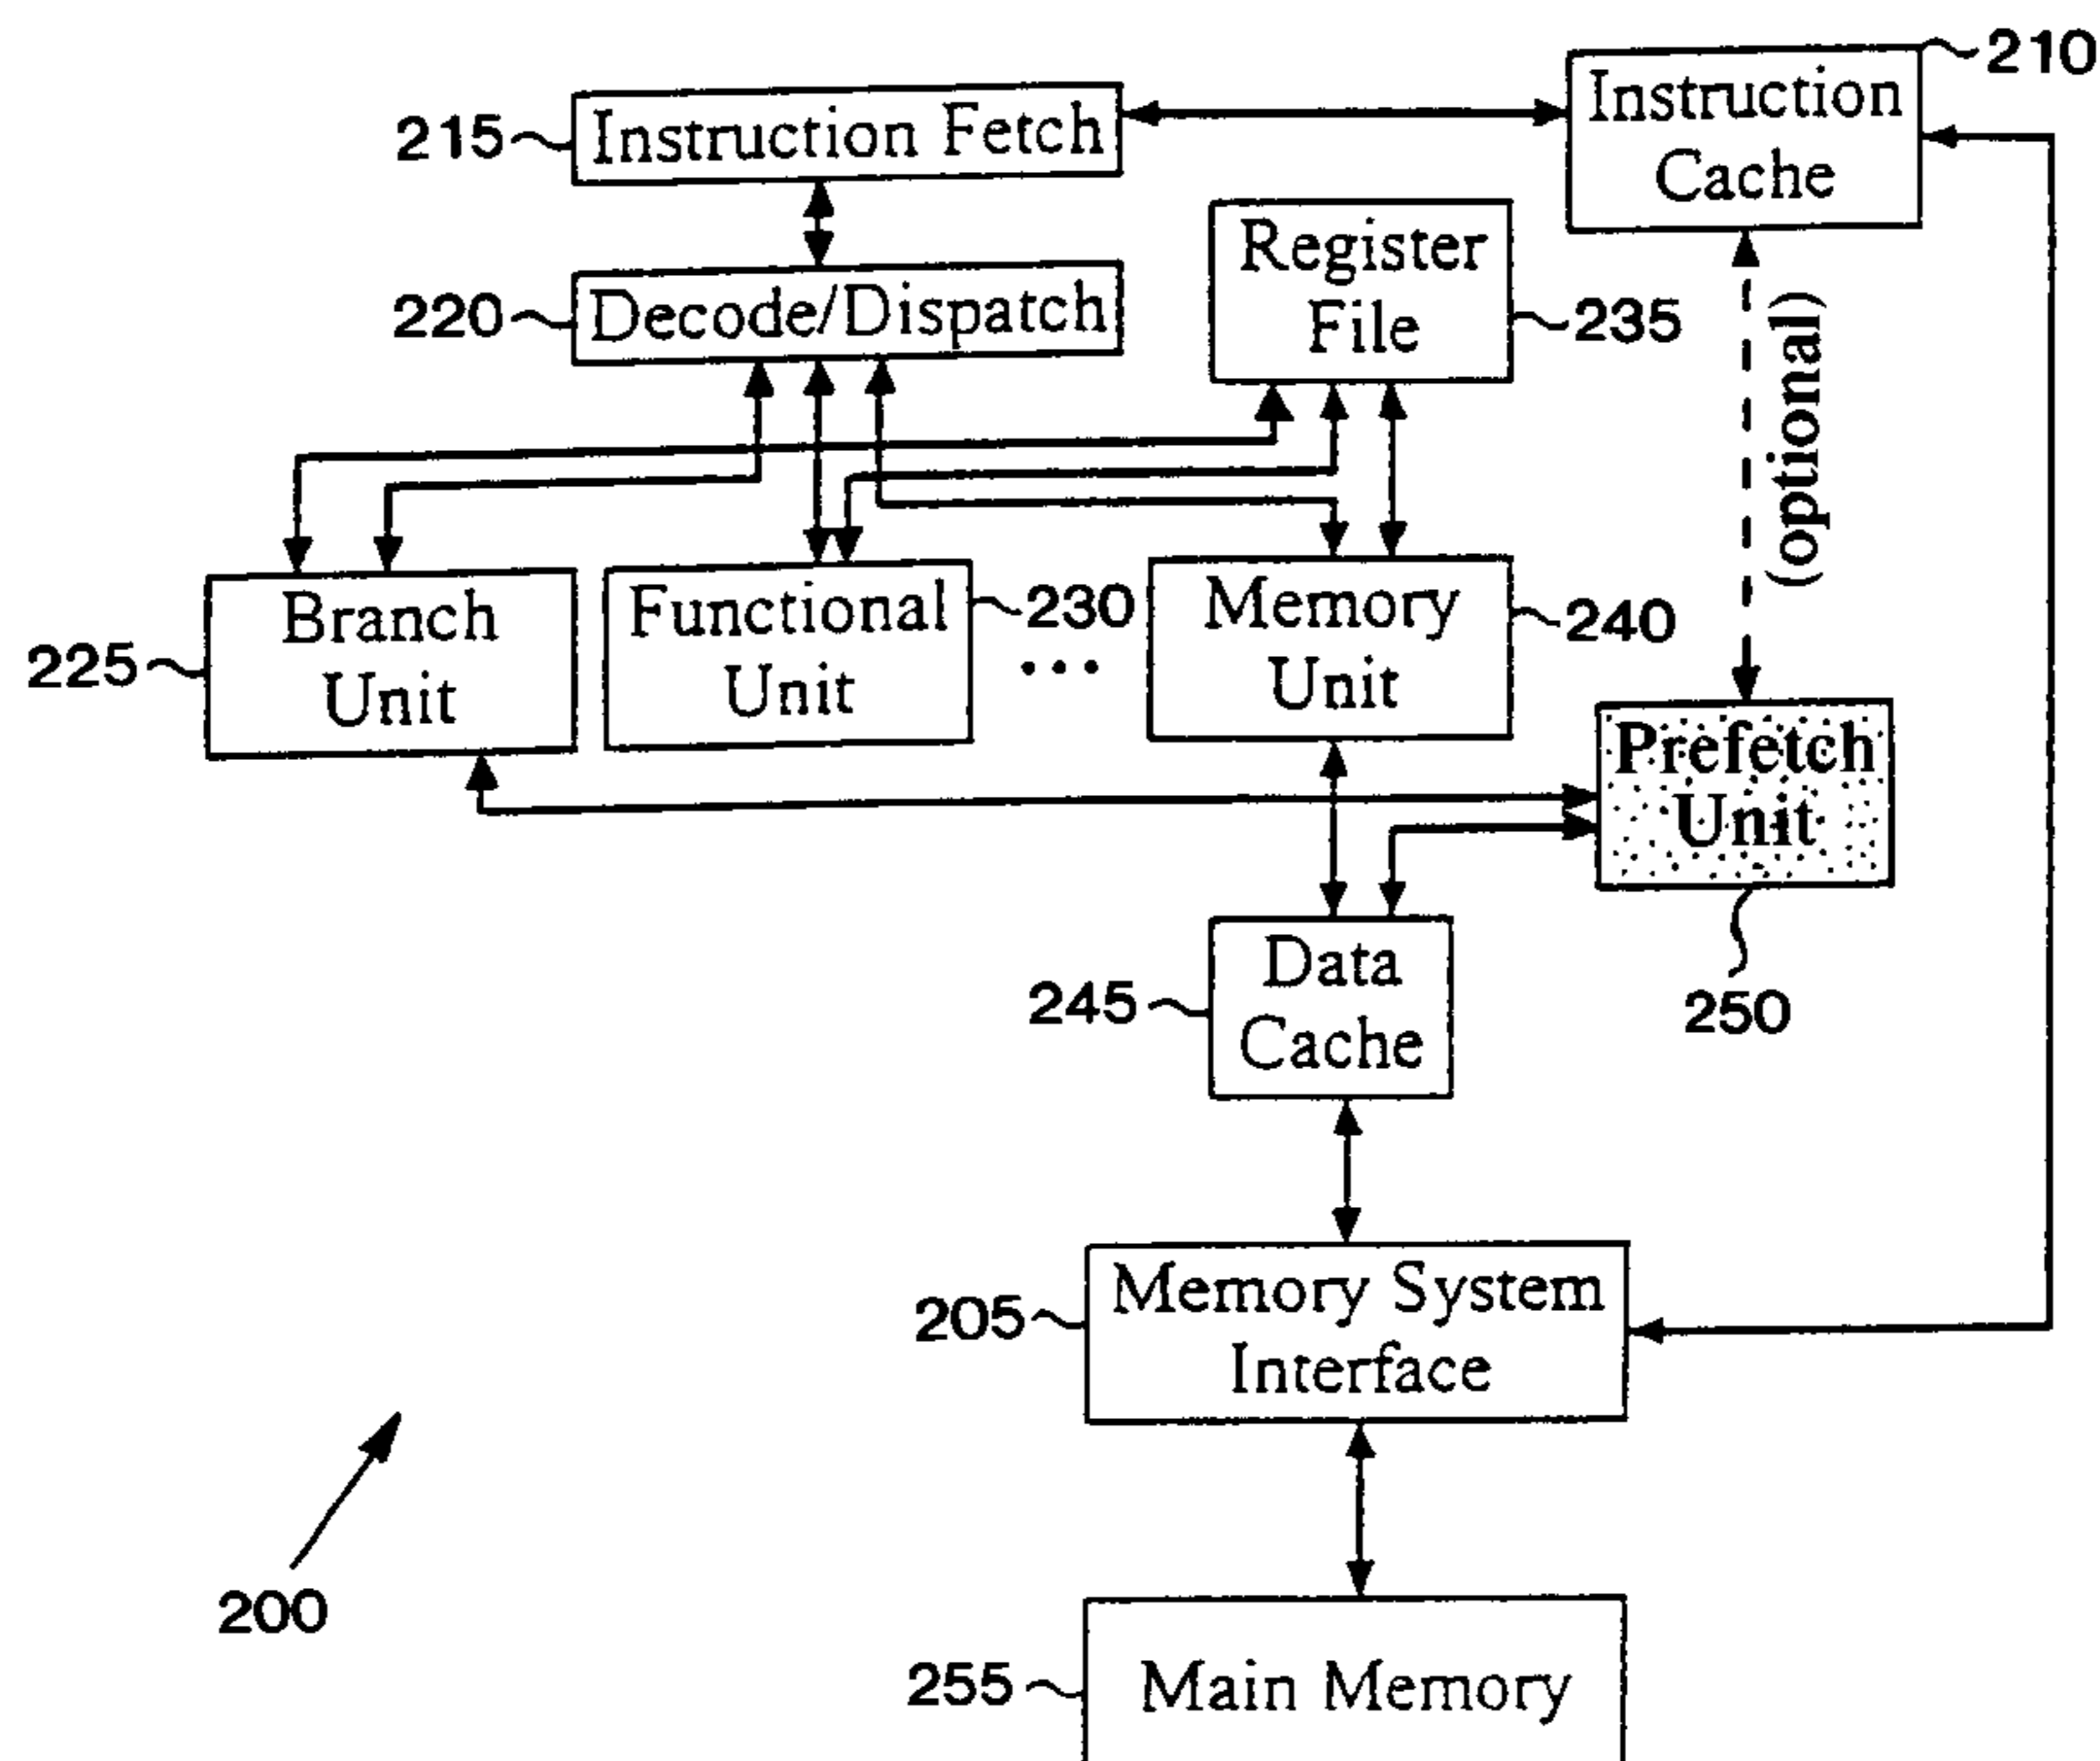 210
Instruction
Cache
215
Instruction Fetch
Register
File
235
220
Decode/Dispatch
(optional)
225
Branch
Unit
Functional
Unit
230
...
Memory
Unit
240
Prefetch
Unit
250
245
Data
Cache
205
Memory System
Interface
200
255
Main Memory